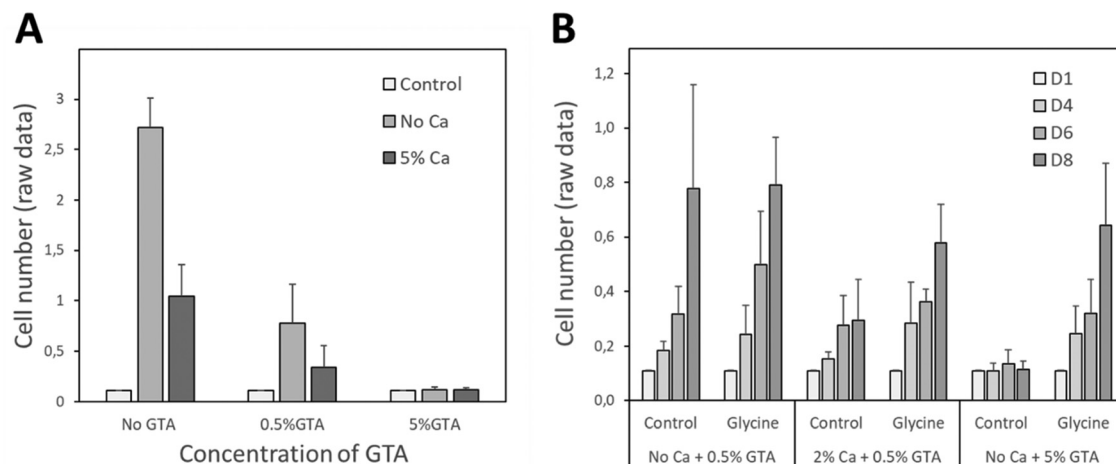 A
Cell number (raw data)
3
2,5
2
1,5
1
0,5
0
Control
No Ca
5% Ca
No GTA
0.5%GTA
5%GTA
Concentration of GTA
B
Cell number (raw data)
1,2
1,0
0,8
0,6
0,4
0,2
0,0
D1
D4
D6
D8
Control Glycine Control Glycine Control Glycine
No Ca + 0.5% GTA 2% Ca + 0.5% GTA No Ca + 5% GTA